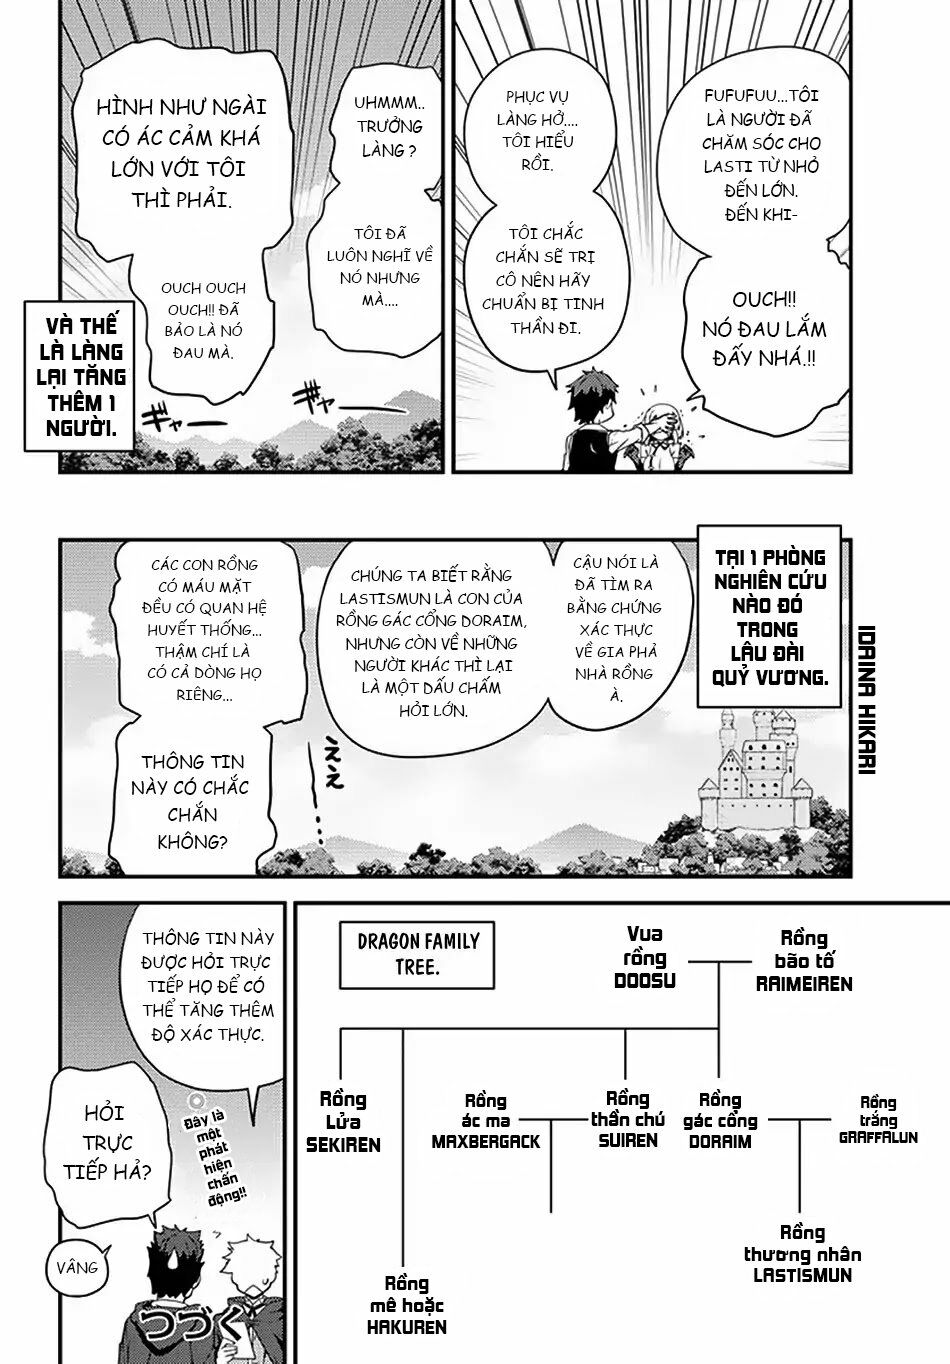 FUFUFUU...TÔI
LÀ NGƯỜI ĐÃ
CHĂM SÓC CHO
LASTI TỪ NHỎ
ĐẾN LỚN.
ĐẾN KHI-
OUCH!!
NÓ ĐAU LẮM
ĐẤY NHÁ.!!
PHỤC VỤ
LÀNG HỞ....
TÔI HIỂU
RỒI.
TÔI CHẮC
CHẮN SẼ TRỊ
CÔ NÊN HÃY
CHUẨN BỊ TINH
THẦN ĐI.
UHMMM..
TRƯỞNG
LÀNG ?
TÔI ĐÃ
LUÔN NGHĨ VỀ
NÓ NHƯNG
MÀ....
HÌNH NHƯ NGÀI
CÓ ÁC CẢM KHÁ
LỚN VỚI TÔI
THÌ PHẢI.
OUCH OUCH
OUCH!! ĐÃ
BẢO LÀ NÓ
ĐAU MÀ.
ギャー
ギャー
VÀ THẾ
LÀ LÀNG
LẠI TĂNG
THÊM 1
NGƯỜI.
TẠI 1 PHÒNG
NGHIÊN CỨU
NÀO ĐÓ
TRONG
LÂU ĐÀI
QUỶ VƯƠNG.
IDAINA HIKARI
CẬU NÓI LÀ
ĐÃ TÌM RA
BẰNG CHỨNG
XÁC THỰC
VỀ GIA PHẢ
NHÀ RỒNG
À.
CHÚNG TA BIẾT RẰNG
LASTISMUN LÀ CON CỦA
RỒNG GÁC CỔNG DORAIM,
NHƯNG CÒN VỀ NHỮNG
NGƯỜI KHÁC THÌ LẠI
LÀ MỘT DẤU CHẤM
HỎI LỚN.
ええ
CÁC CON RỒNG
CÓ MÁU MẶT
ĐỀU CÓ QUAN HỆ
HUYẾT THỐNG...
THẬM CHÍ LÀ
CÓ CẢ DÒNG HỌ
RIÊNG...
THÔNG TIN
NÀY CÓ CHẮC
CHẮN
KHÔNG?
DRAGON FAMILY
TREE.
Vua
rồng
DOOSU
Rồng
bão tố
RAIMEIREN
Rồng
Lửa
SEKIREN
Rồng
ác ma
MAXBERGACK
Rồng
thần chú
SUIREN
Rồng
gác cổng
DORAIM
Rồng
trắng
GRAFFALUN
Rồng
mê hoặc
HAKUREN
Rồng
thương nhân
LASTISMUN
THÔNG TIN NÀY
ĐƯỢC HỎI TRỰC
TIẾP HỌ ĐỂ CÓ
THỂ TĂNG THÊM
ĐỘ XÁC THỰC.
Đây là
một
phát
hiện
chấn
động!!
HỎI
TRỰC
TIẾP HẢ?
VÂNG
つづく